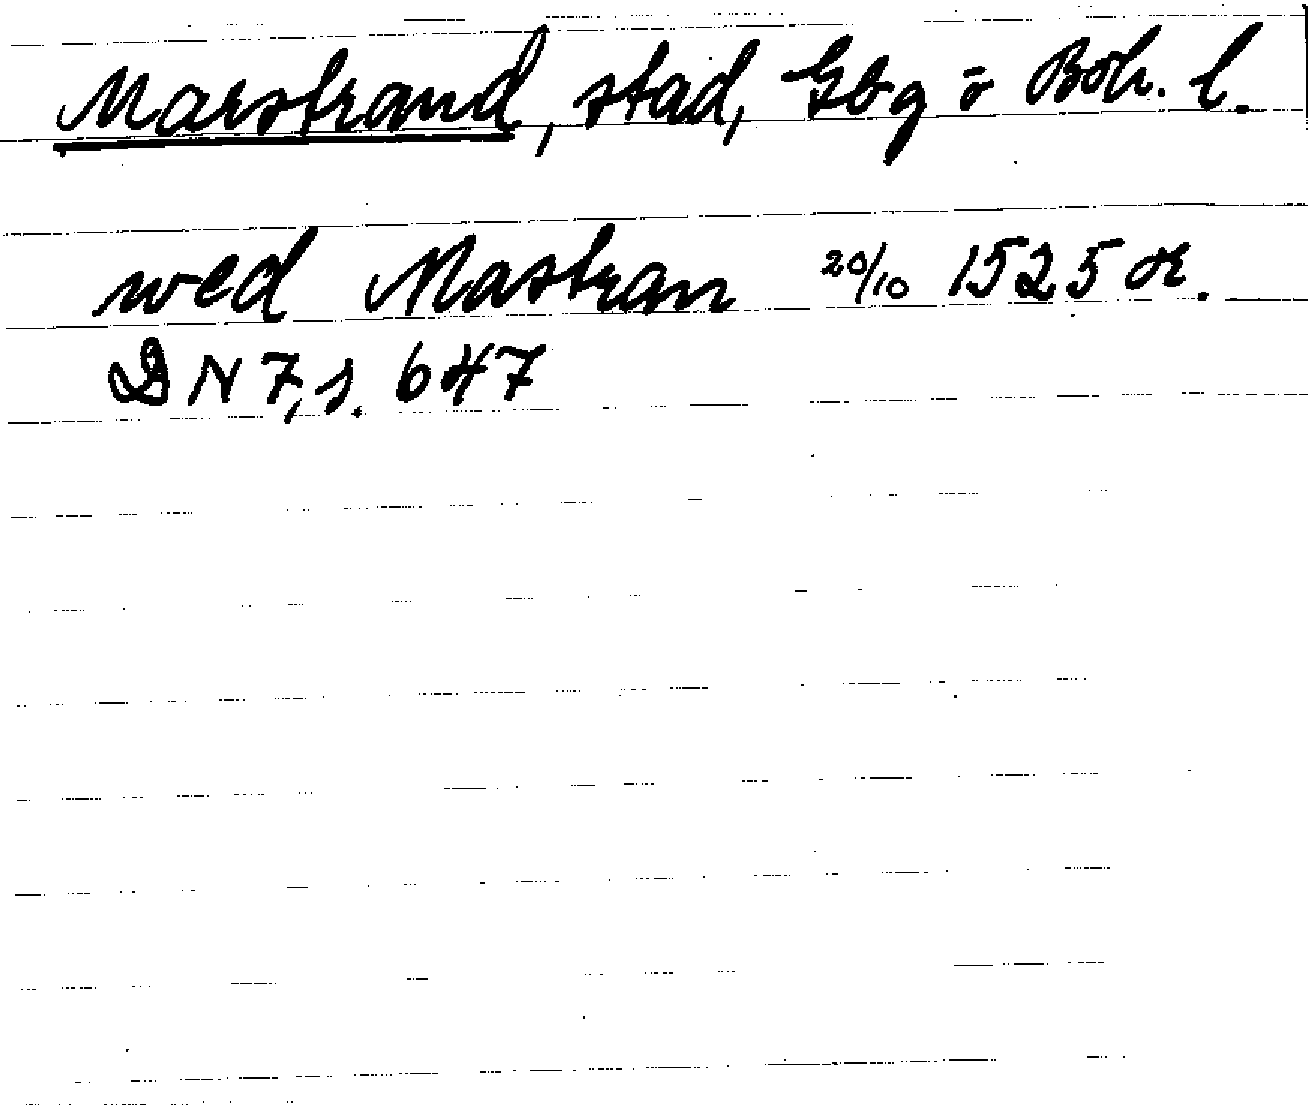 Marstrand, stad, Gbg o Boh. l.
wed Mastran 20/10 1525 or.
DN 7, s. 647